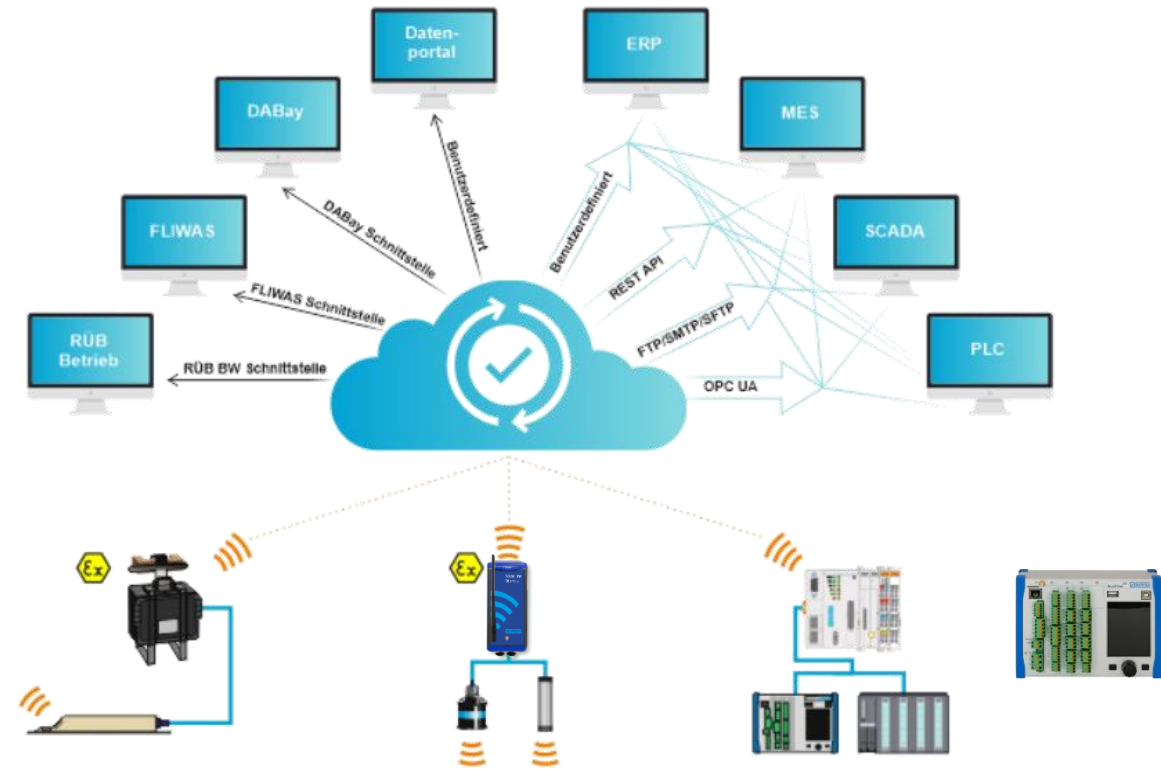 Daten-
portal
ERP
DABay
MES
FLIWAS
SCADA
RÜB
Betrieb
PLC
Benutzerdefiniert
Benutzerdefiniert
DABay Schnittstelle
REST API
FLIWAS Schnittstelle
FTP/SMTP/SFTP
RÜB BW Schnittstelle
OPC UA
Ex
Ex